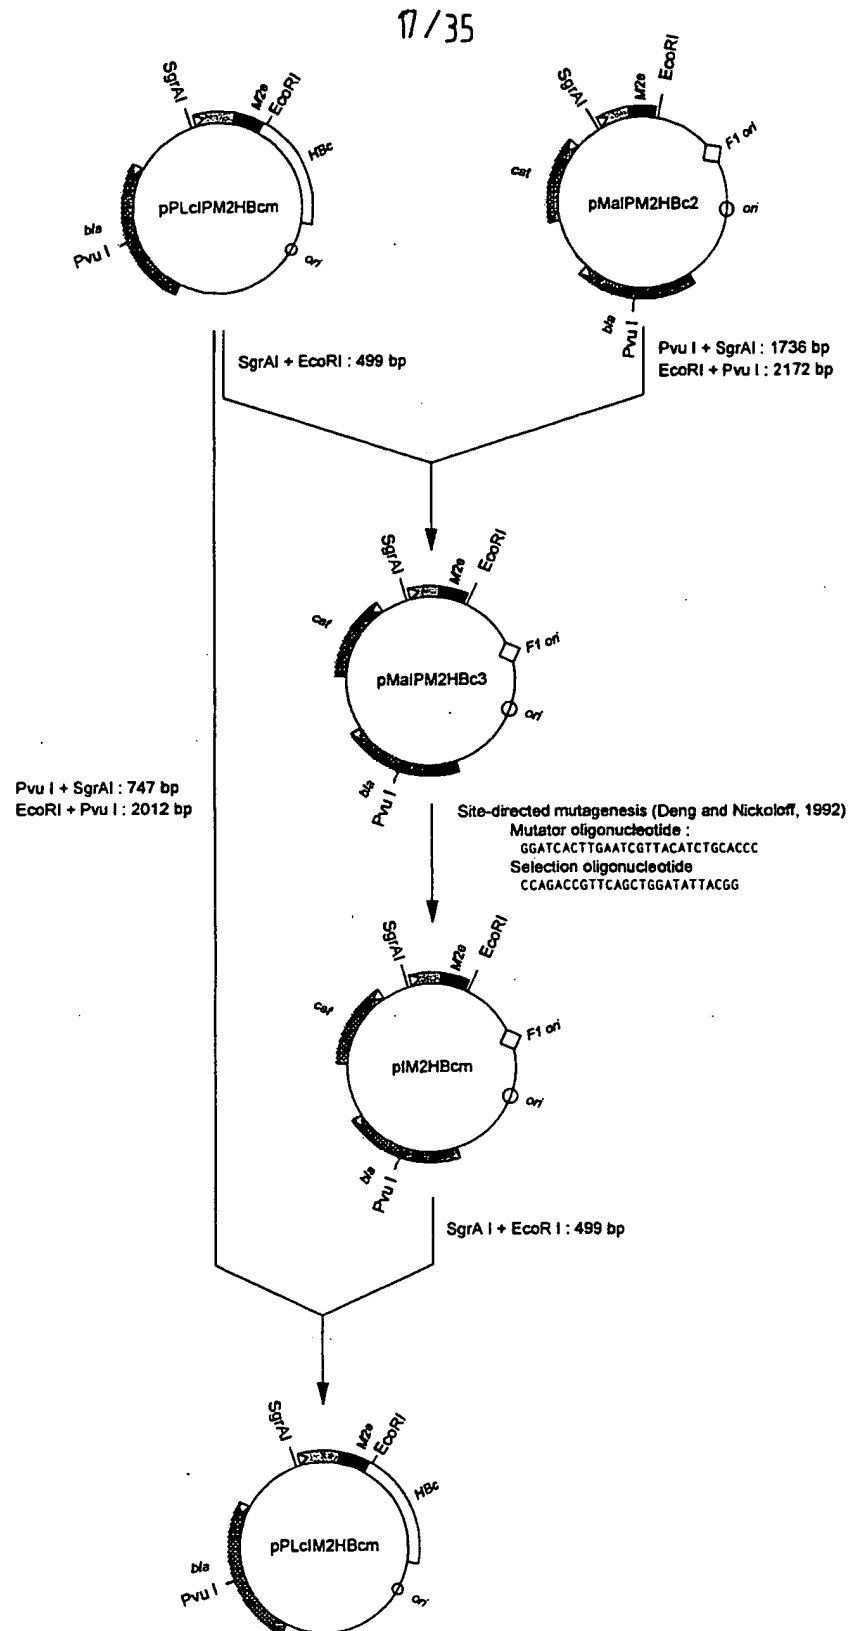 17/35
SgrAI
M2e
EcoRI
HBc
pPLcIPM2HBcm
bla
Pvu I
ori
SgrAI
M2e
EcoRI
F1 ori
cat
pMaIPM2HBc2
ori
bla
Pvu I
SgrAI + EcoRI : 499 bp
Pvu I + SgrAI : 1736 bp
EcoRI + Pvu I : 2172 bp
SgrAI
M2e
EcoRI
cat
F1 ori
pMaIPM2HBc3
ori
bla
Pvu I
Pvu I + SgrAI : 747 bp
EcoRI + Pvu I : 2012 bp
Site-directed mutagenesis (Deng and Nickoloff, 1992)
Mutator oligonucleotide :
GGATCACTTGAATCGTTACATCTGCACCC
Selection oligonucleotide
CCAGACCGTTCAGCTGGATATTACGG
SgrAI
M2e
EcoRI
cat
F1 ori
pIM2HBcm
ori
bla
Pvu I
SgrA I + EcoR I : 499 bp
SgrAI
M2e
EcoRI
HBc
pPLcIM2HBcm
bla
Pvu I
ori